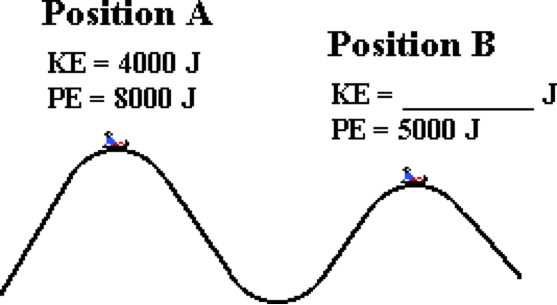 Position A
KE = 4000 J
PE = 8000 J
Position B
KE = _________ J
PE = 5000 J